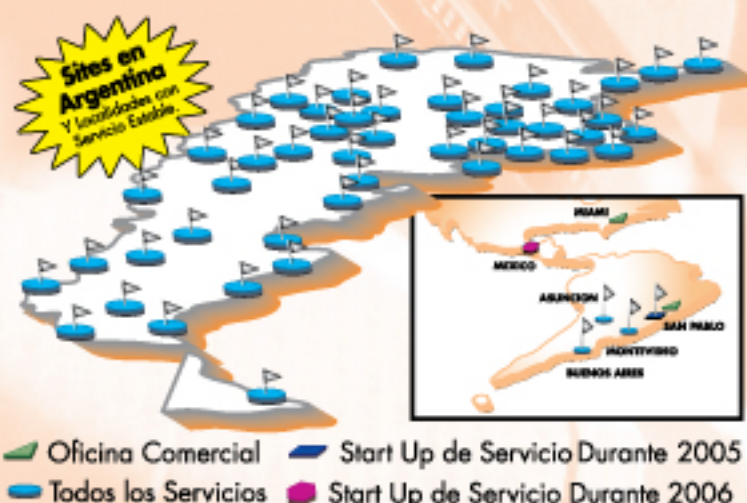 Sites en
Argentina
y localidades con
Servicio Estable.
MIAMI
MEXICO
ASUNCION
SAN PABLO
MONTEVIDEO
BUENOS AIRES
Oficina Comercial
Start Up de Servicio Durante 2005
Todos los Servicios
Start Up de Servicio Durante 2006